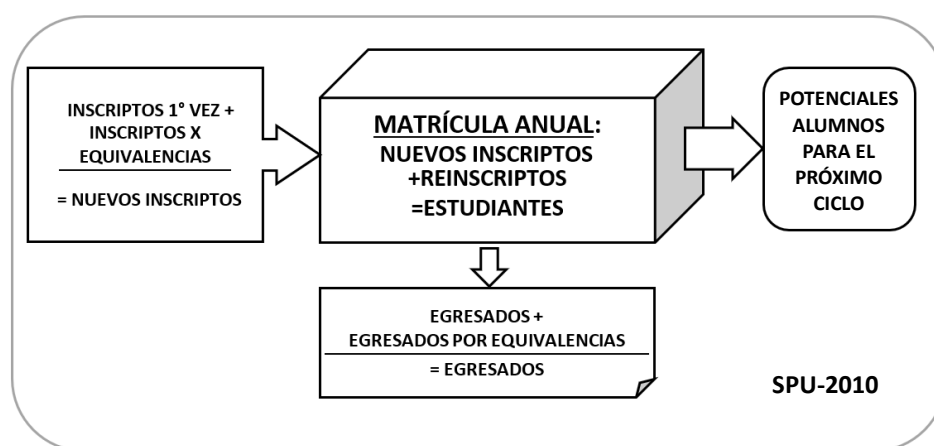 INSCRIPTOS 1° VEZ +
INSCRIPTOS X
EQUIVALENCIAS
= NUEVOS INSCRIPTOS
MATRÍCULA ANUAL:
NUEVOS INSCRIPTOS
+REINSCRIPTOS
=ESTUDIANTES
POTENCIALES
ALUMNOS
PARA EL
PRÓXIMO
CICLO
EGRESADOS +
EGRESADOS POR EQUIVALENCIAS
= EGRESADOS
SPU-2010